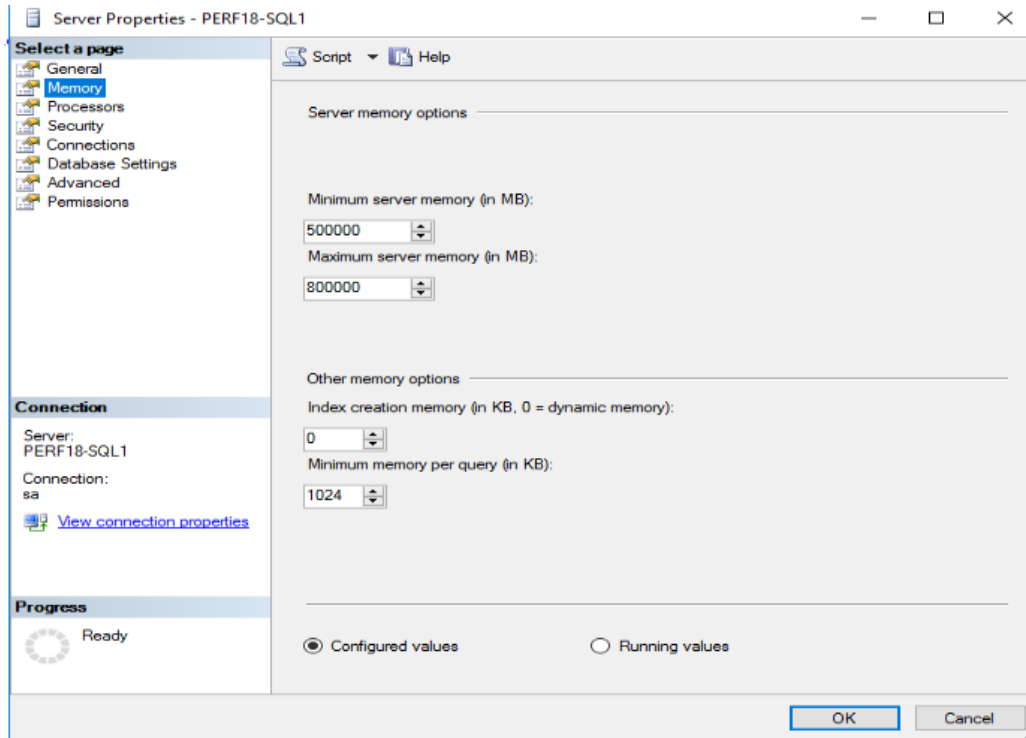 Server Properties - PERF18-SQL1
Select a page
General
Memory
Processors
Security
Connections
Database Settings
Advanced
Permissions
Script
Help
Server memory options
Minimum server memory (in MB):
500000
Maximum server memory (in MB):
800000
Other memory options
Index creation memory (in KB, 0 = dynamic memory):
0
Minimum memory per query (in KB):
1024
Connection
Server:
PERF18-SQL1
Connection:
sa
View connection properties
Progress
Ready
Configured values
Running values
OK
Cancel